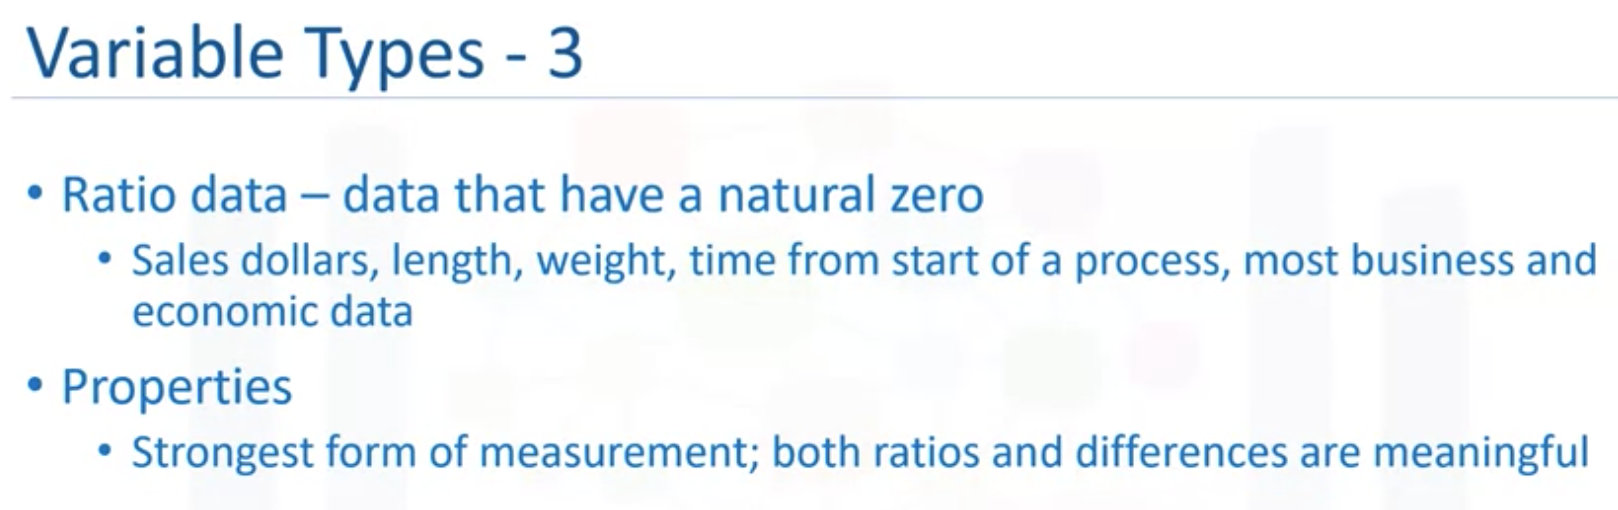 Variable Types - 3
• Ratio data – data that have a natural zero
• Sales dollars, length, weight, time from start of a process, most business and
economic data
• Properties
• Strongest form of measurement; both ratios and differences are meaningful